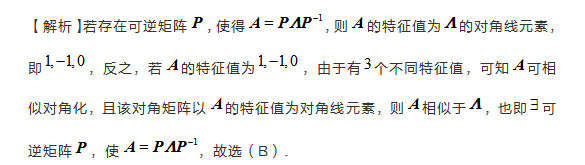 【解析】若存在可逆矩阵 P ,使得 A = PΛP⁻¹ ,则 A 的特征值为 Λ 的对角线元素，
即 1,−1,0 ，反之，若 A 的特征值为 1,−1,0 ，由于有 3 个不同特征值，可知 A 可相
似对角化，且该对角矩阵以 A 的特征值为对角线元素，则 A 相似于 Λ ，也即 ∃ 可
逆矩阵 P ，使 A = PΛP⁻¹，故选（B）.